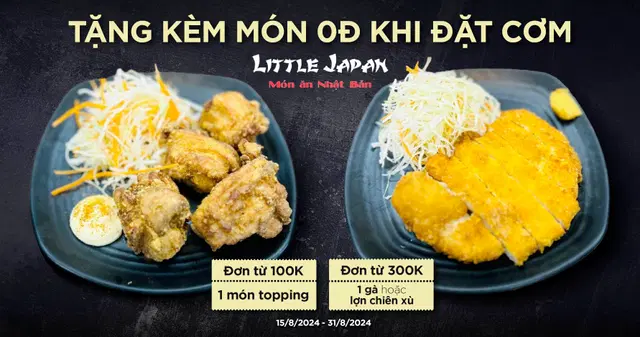 TẶNG KÈM MÓN 0Đ KHI ĐẶT CƠM
LITTLE JAPAN
Món ăn Nhật Bản
Đơn từ 100K
1 món topping
Đơn từ 300K
1 gà hoặc
lợn chiên xù
15/8/2024 - 31/8/2024